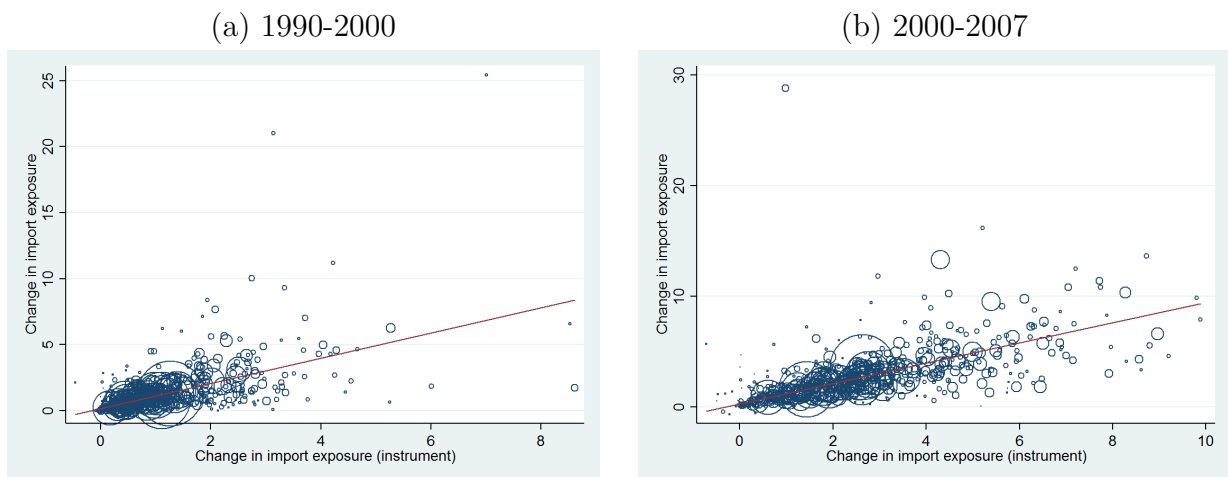 (a) 1990-2000
25
20
15
10
5
0
Change in import exposure
0 2 4 6 8
Change in import exposure (instrument)
(b) 2000-2007
30
20
10
0
Change in import exposure
0 2 4 6 8 10
Change in import exposure (instrument)